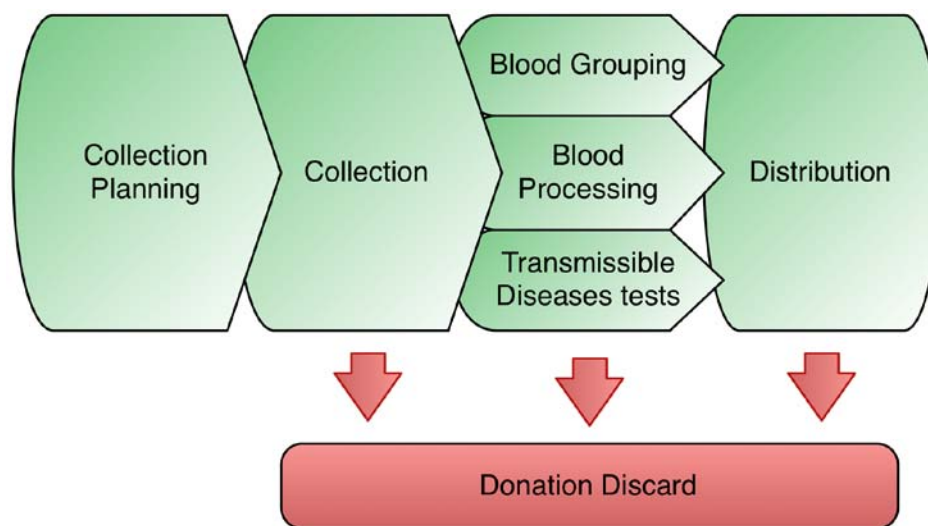 Collection
Planning
Collection
Blood Grouping
Blood
Processing
Transmissible
Diseases tests
Distribution
Donation Discard